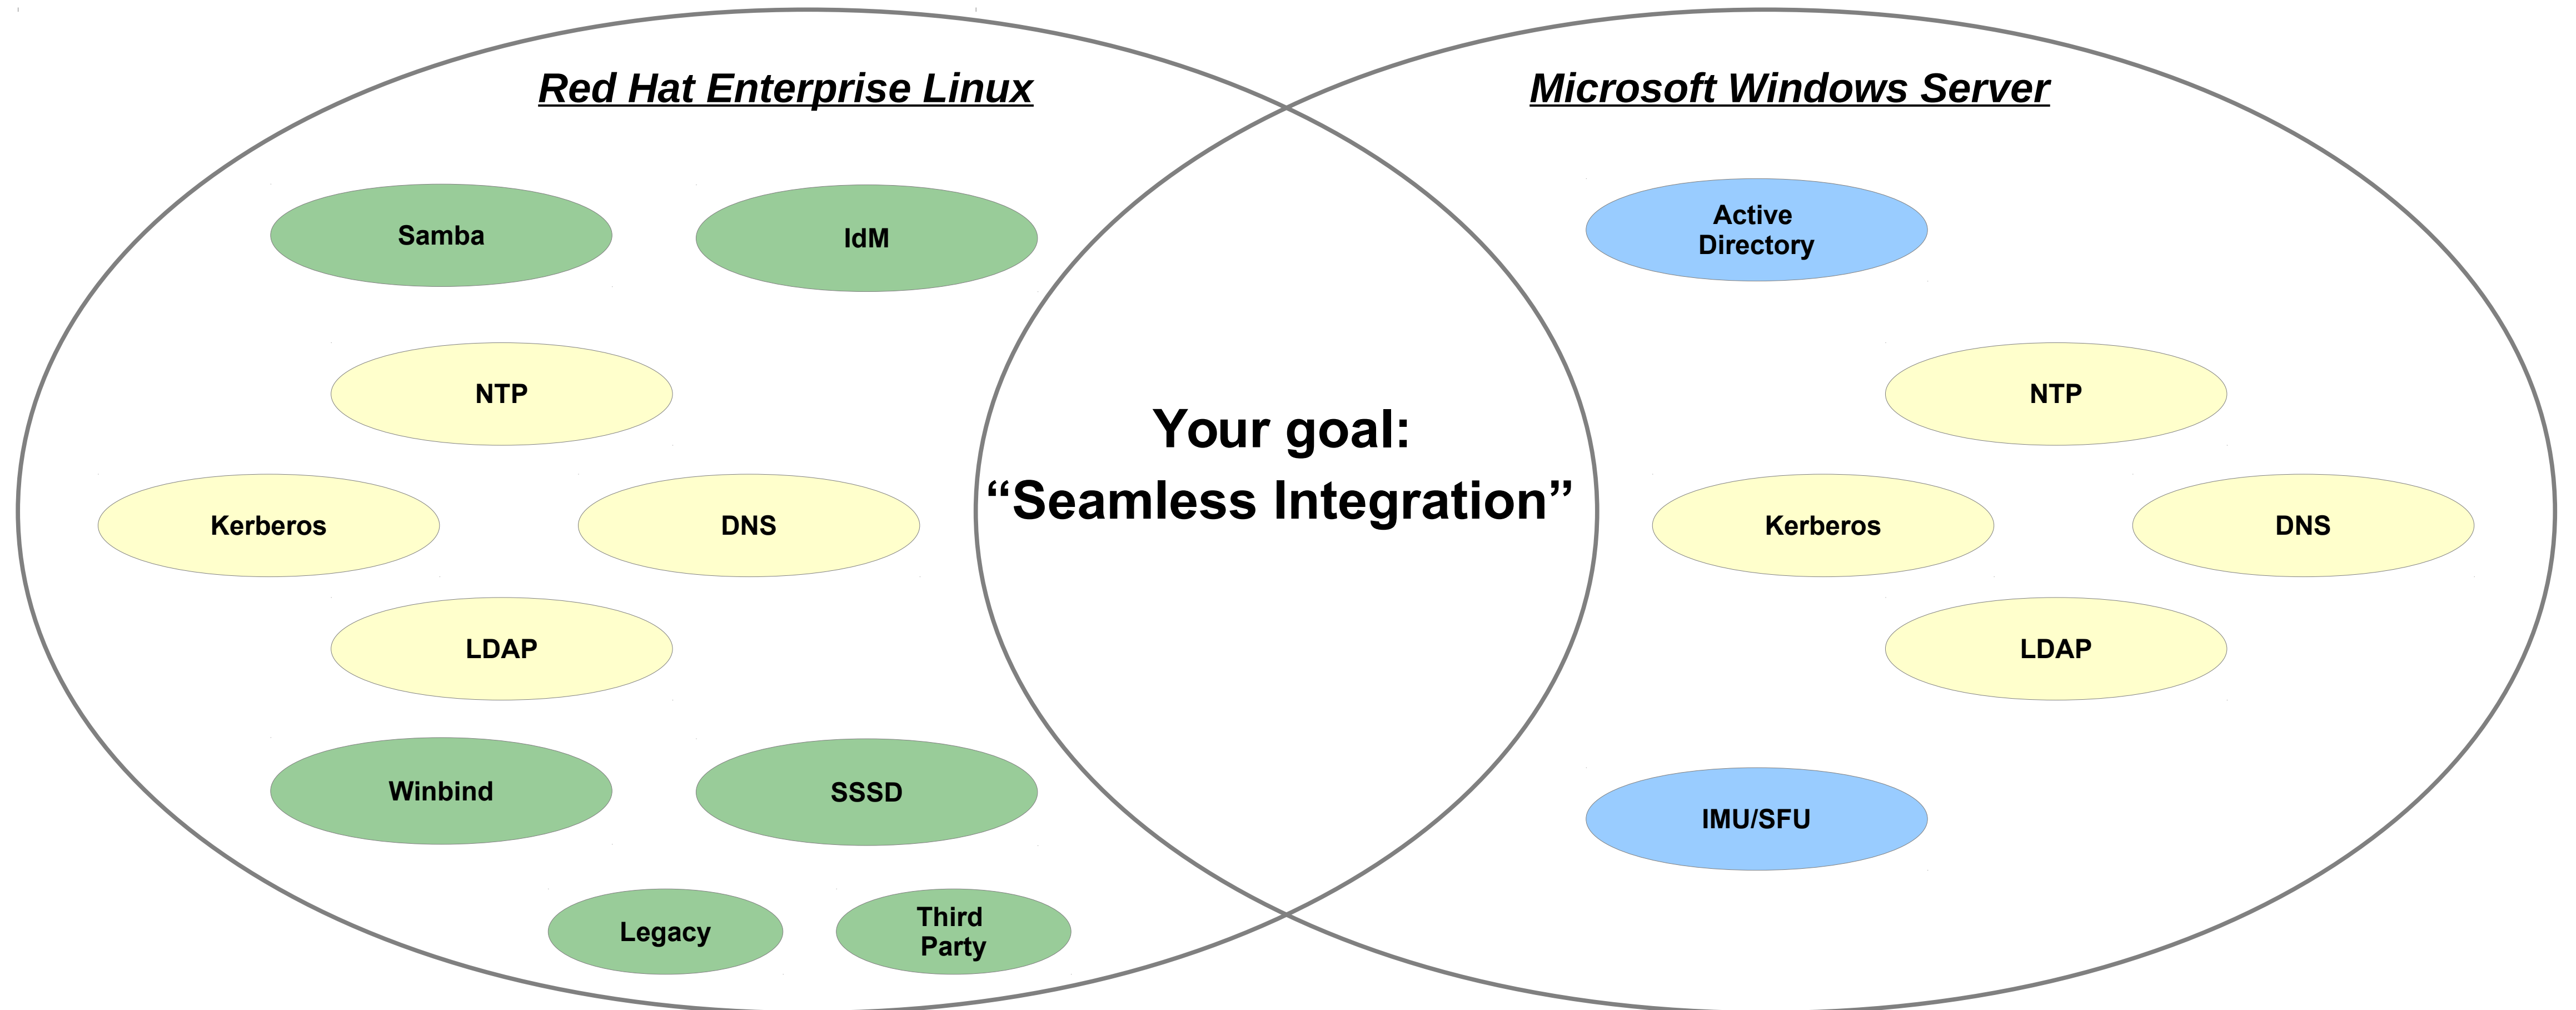 Red Hat Enterprise Linux
Microsoft Windows Server
Samba
IdM
NTP
Kerberos
DNS
LDAP
Winbind
SSSD
Legacy
Third
Party
Your goal:
“Seamless Integration”
Active
Directory
NTP
Kerberos
DNS
LDAP
IMU/SFU